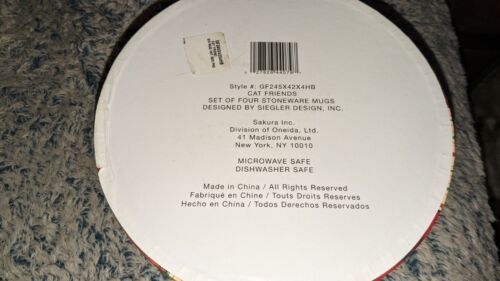 Style #: GF245X42X4HB
CAT FRIENDS
SET OF FOUR STONEWARE MUGS
DESIGNED BY SIEGLER DESIGN, INC.
Sakura Inc.
Division of Oneida, Ltd.
41 Madison Avenue
New York, NY 10010
MICROWAVE SAFE
DISHWASHER SAFE
Made in China / All Rights Reserved
Fabriqué en Chine / Touts Droits Reserves
Hecho en China / Todos Derechos Reservados